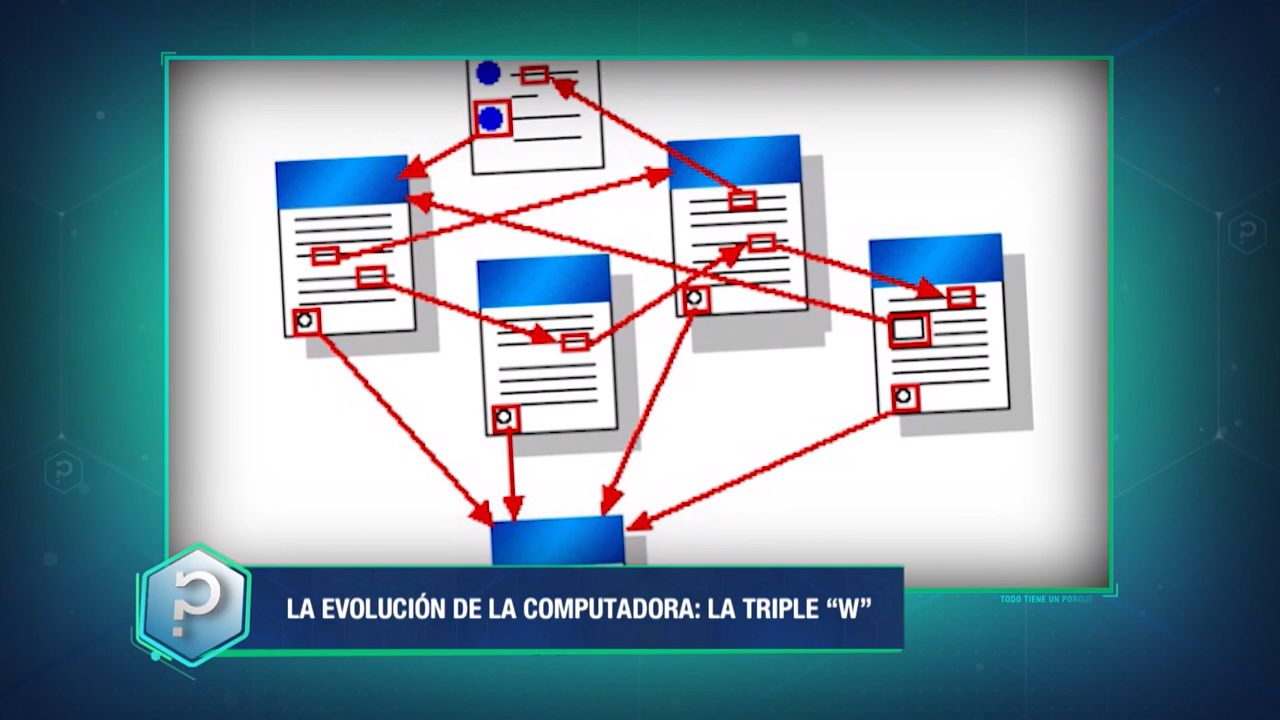 LA EVOLUCIÓN DE LA COMPUTADORA: LA TRIPLE “W”
TODO TIENE UN PORQUÉ